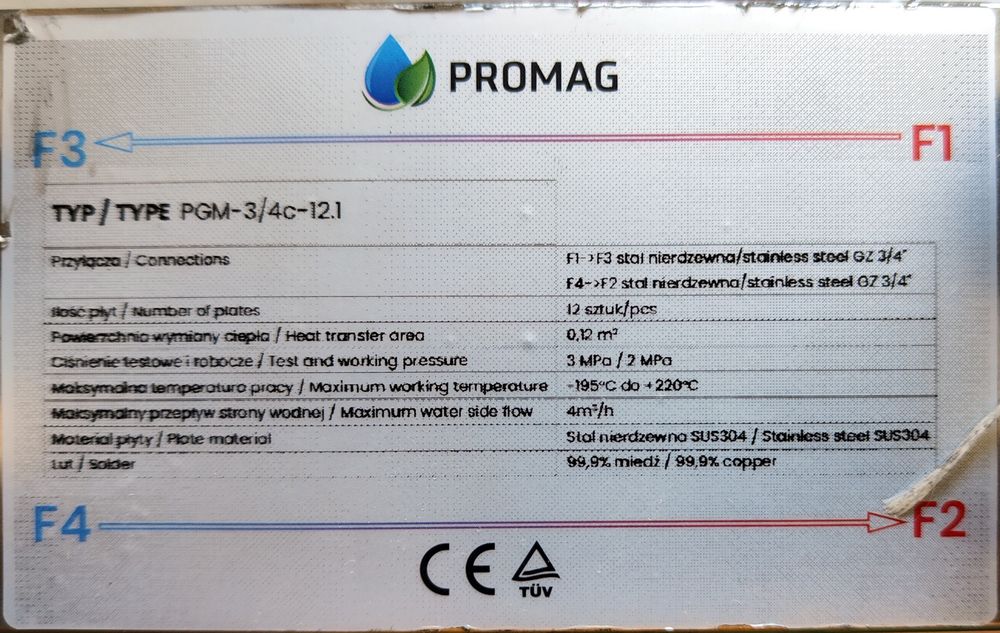 PROMAG
F3 F1
TYP / TYPE PGM-3/4c-12.1
Przyłącza / Connections F1->F3 stal nierdzewna/stainless steel GZ 3/4"
F4->F2 stal nierdzewna/stainless steel GZ 3/4"
Ilość płyt / Number of plates 12 sztuk/pcs
Powierzchnia wymiany ciepła / Heat transfer area 0,12 m²
Ciśnienie testowe i robocze / Test and working pressure 3 MPa / 2 MPa
Maksymalna temperatura pracy / Maximum working temperature -195°C do +220°C
Maksymalny przepływ strony wodnej / Maximum water side flow 4m³/h
Materiał płyty / Plate material Stal nierdzewna SUS304 / Stainless steel SUS304
Lut / Solder 99,9% miedź / 99,9% copper
F4 F2
CE TÜV